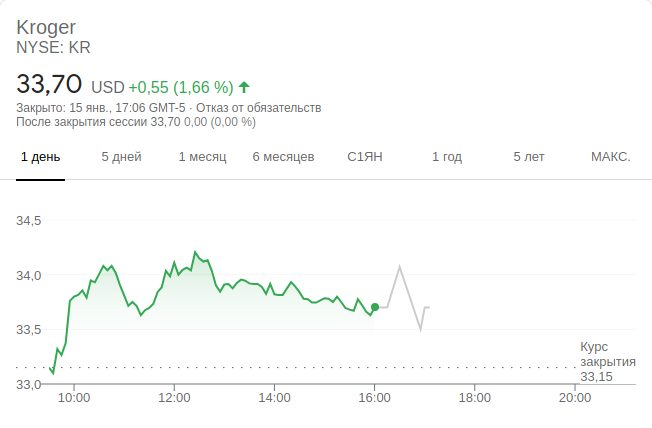 Kroger
NYSE: KR
33,70 USD +0,55 (1,66 %)
Закрыто: 15 янв., 17:06 GMT-5 · Отказ от обязательств
После закрытия сессии 33,70 0,00 (0,00 %)
1 день 5 дней 1 месяц 6 месяцев С1ЯН 1 год 5 лет МАКС.
34,5
34,0
33,5
Курс
закрытия
33,15
33,0
10:00 12:00 14:00 16:00 18:00 20:00